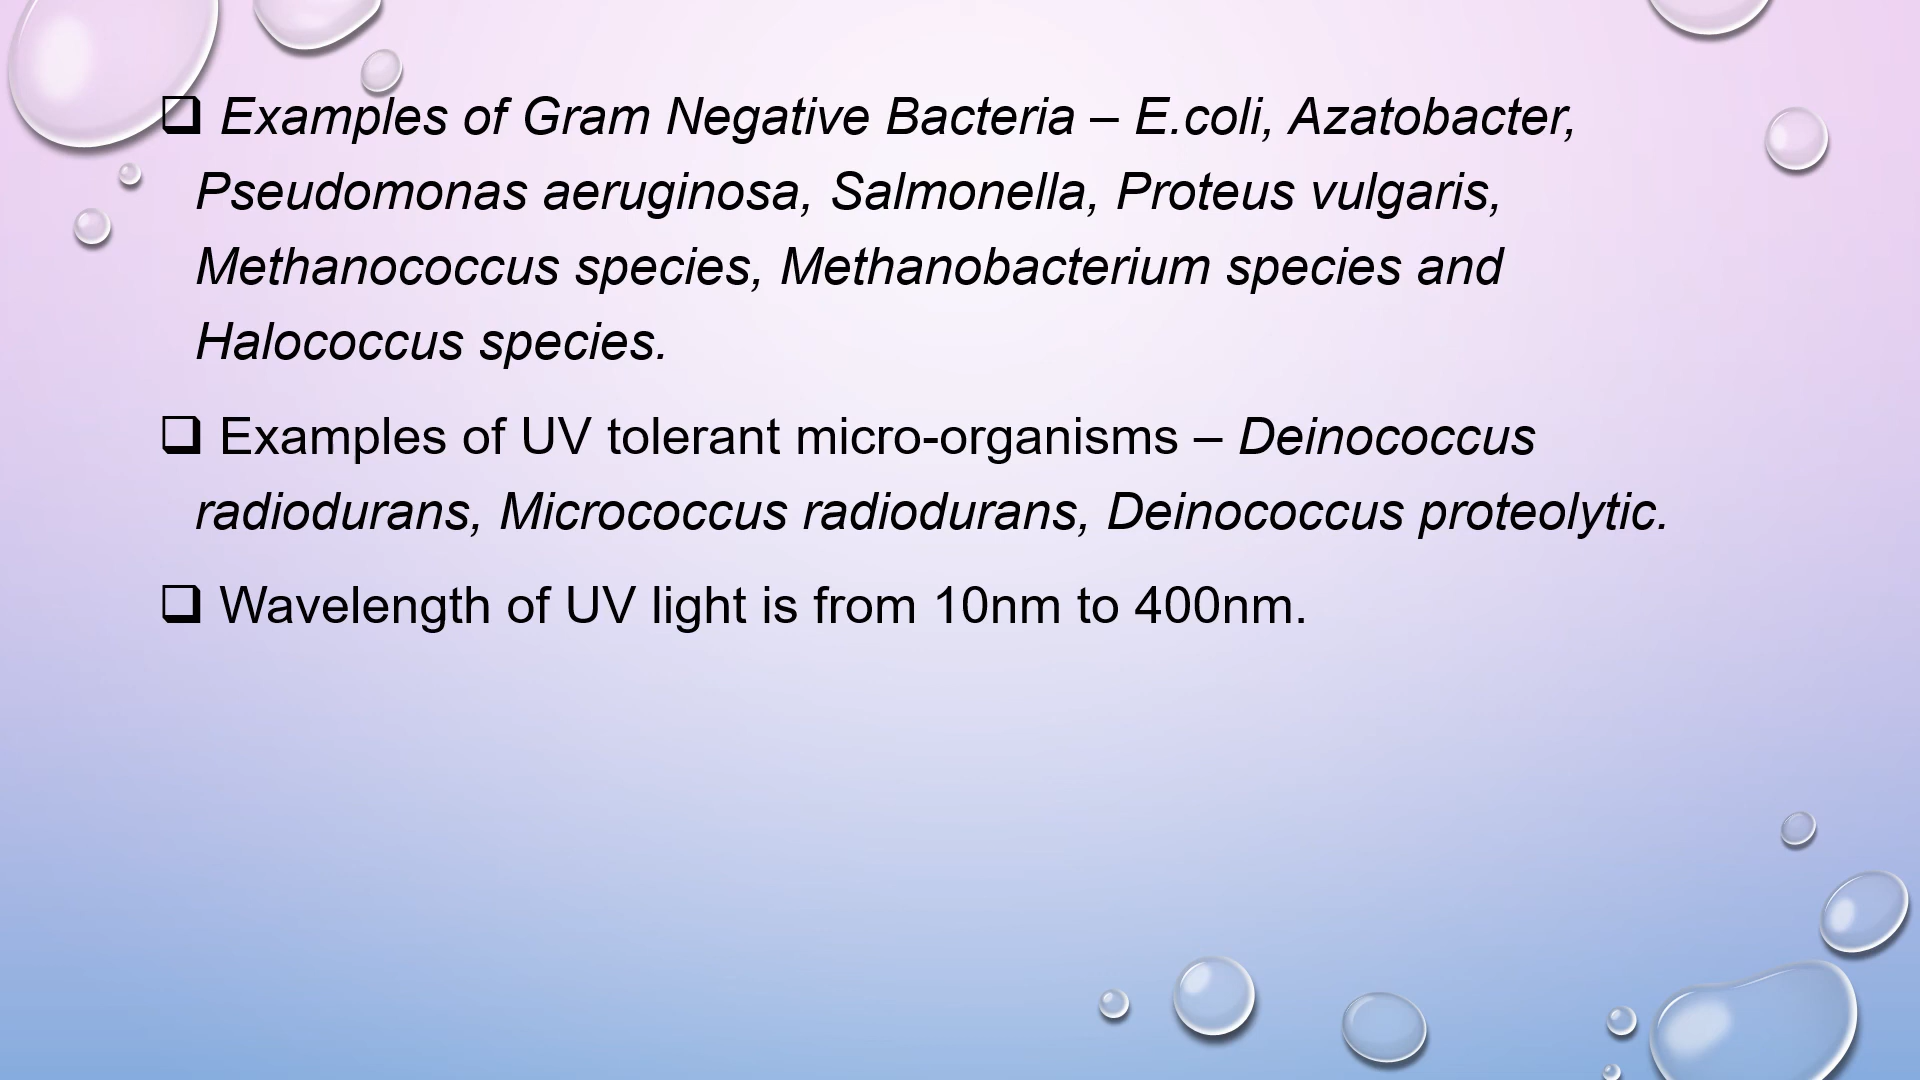 ❑ Examples of Gram Negative Bacteria – E.coli, Azatobacter,
Pseudomonas aeruginosa, Salmonella, Proteus vulgaris,
Methanococcus species, Methanobacterium species and
Halococcus species.
❑ Examples of UV tolerant micro-organisms – Deinococcus
radiodurans, Micrococcus radiodurans, Deinococcus proteolytic.
❑ Wavelength of UV light is from 10nm to 400nm.